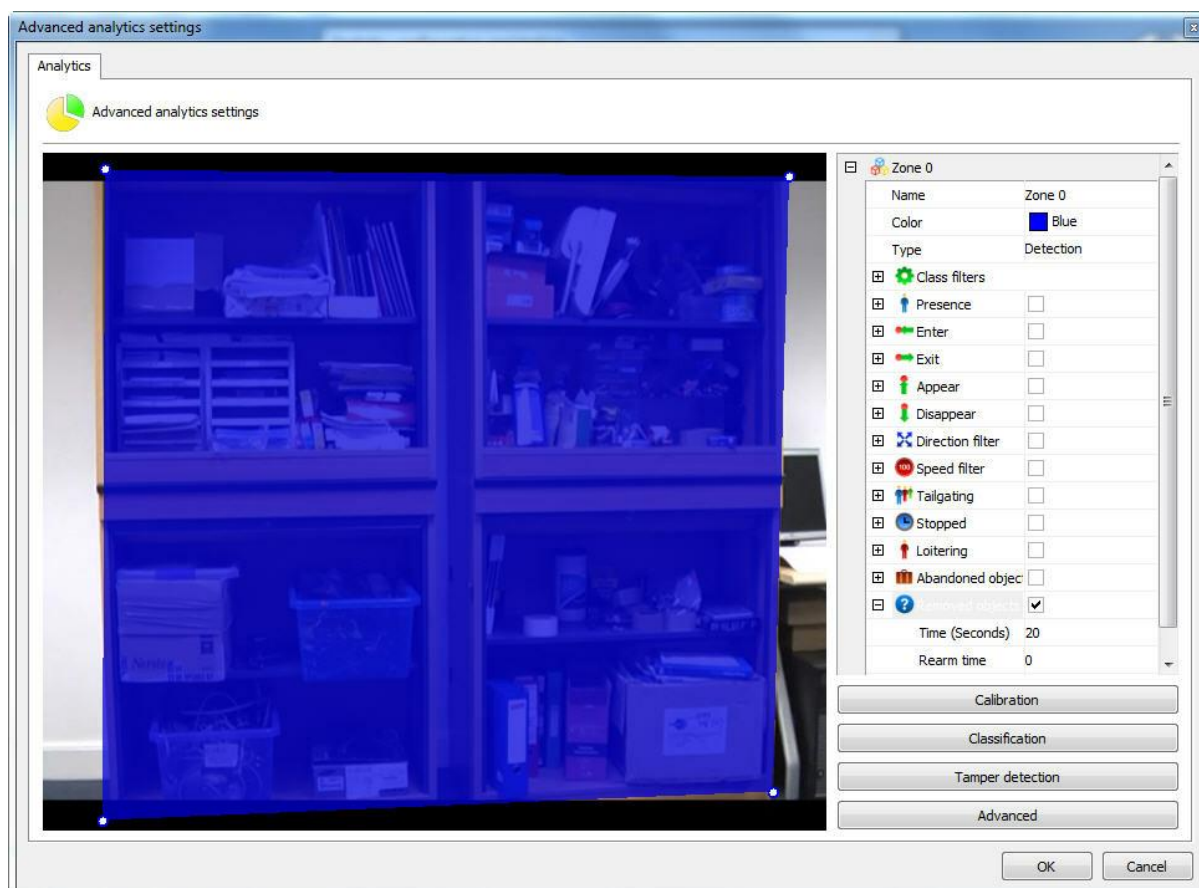 Advanced analytics settings
Analytics
Advanced analytics settings
Zone 0
Name Zone 0
Color Blue
Type Detection
Class filters
Presence
Enter
Exit
Appear
Disappear
Direction filter
100 Speed filter
Tailgating
Stopped
Loitering
Abandoned objec
? Removed objects
Time (Seconds) 20
Rearm time 0
Calibration
Classification
Tamper detection
Advanced
OK Cancel